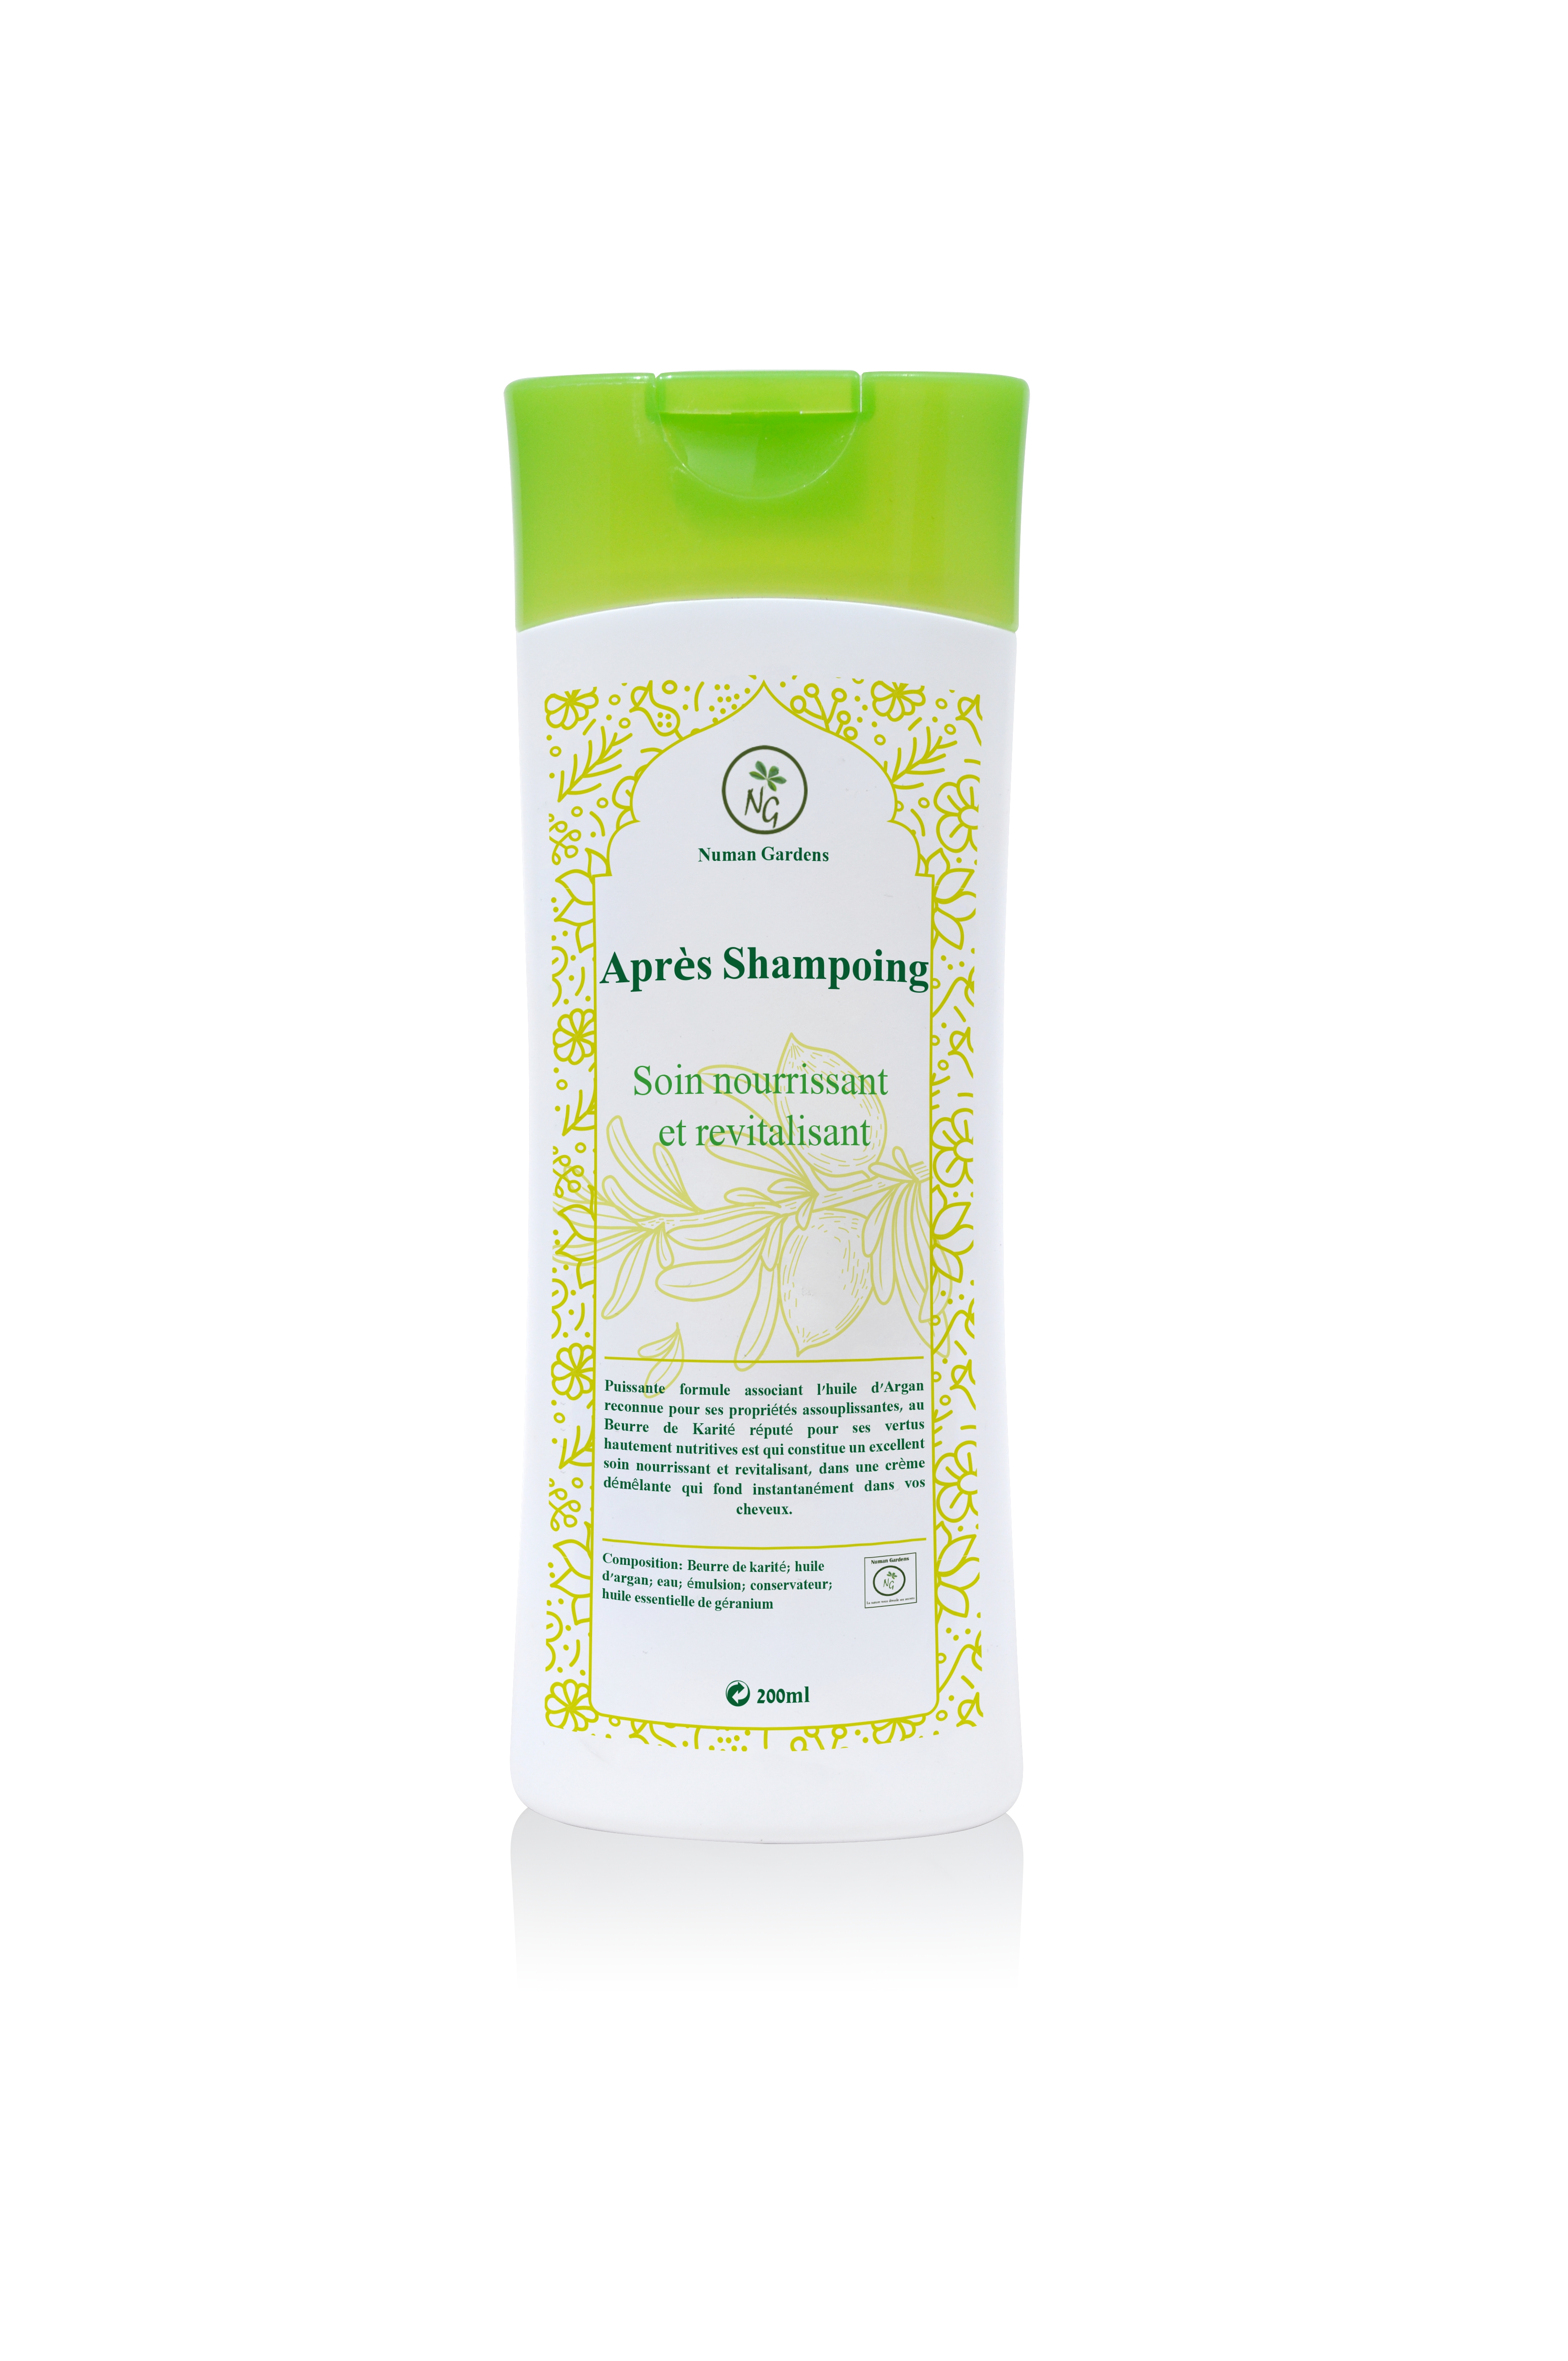 NG
Numan Gardens
Après Shampoing
Soin nourrissant
et revitalisant
Puissante formule associant l'huile d'Argan
reconnue pour ses propriétés assouplissantes, au
Beurre de Karité réputé pour ses vertus
hautement nutritives est qui constitue un excellent
soin nourrissant et revitalisant, dans une crème
démêlante qui fond instantanément dans vos
cheveux.
Composition: Beurre de karité; huile
d'argan; eau; émulsion; conservateur;
huile essentielle de géranium
Numan Gardens
NG
200ml